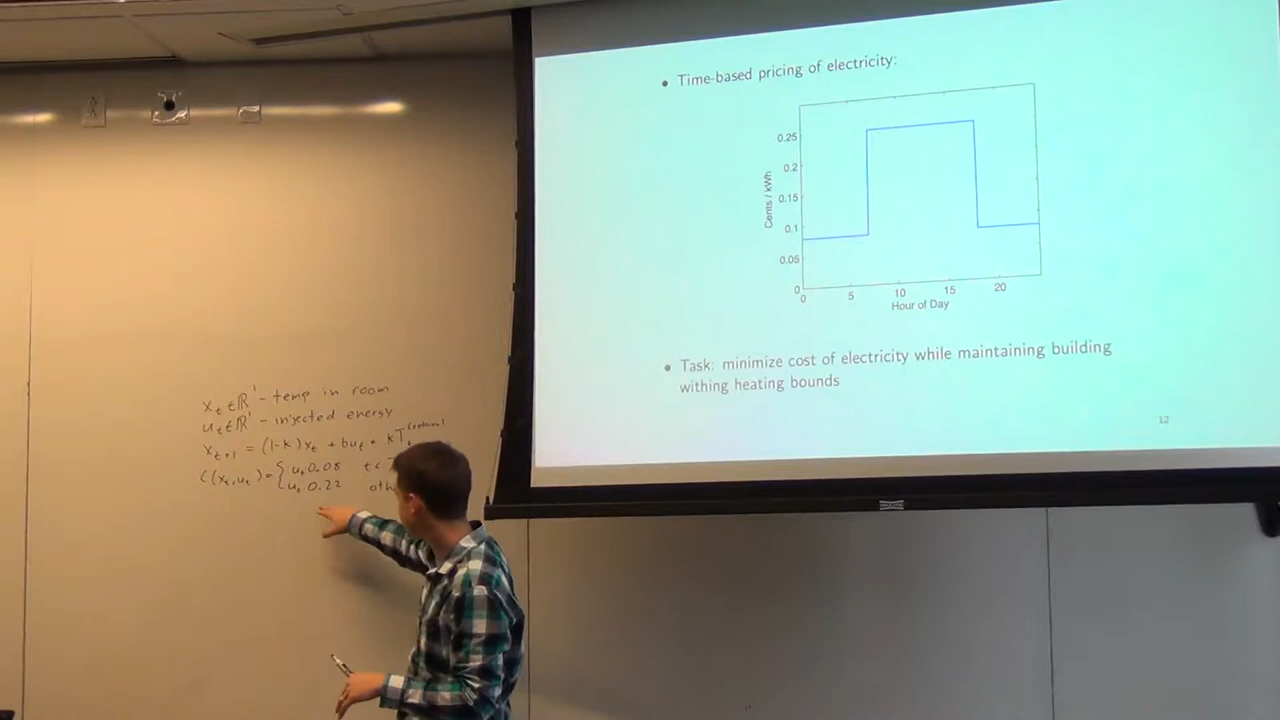 • Time-based pricing of electricity:
0.25
0.2
0.15
0.1
0.05
0
Cents / kWh
0 5 10 15 20
Hour of Day
• Task: minimize cost of electricity while maintaining building
withing heating bounds
12
x_t ∈ ℝ¹ - temp in room
u_t ∈ ℝ¹ - injected energy
x_{t+1} = (1-k)x_t + bu_t + kT_t^{(external)}
C(x_t, u_t) = { u_t 0.08 t <
u_t 0.22